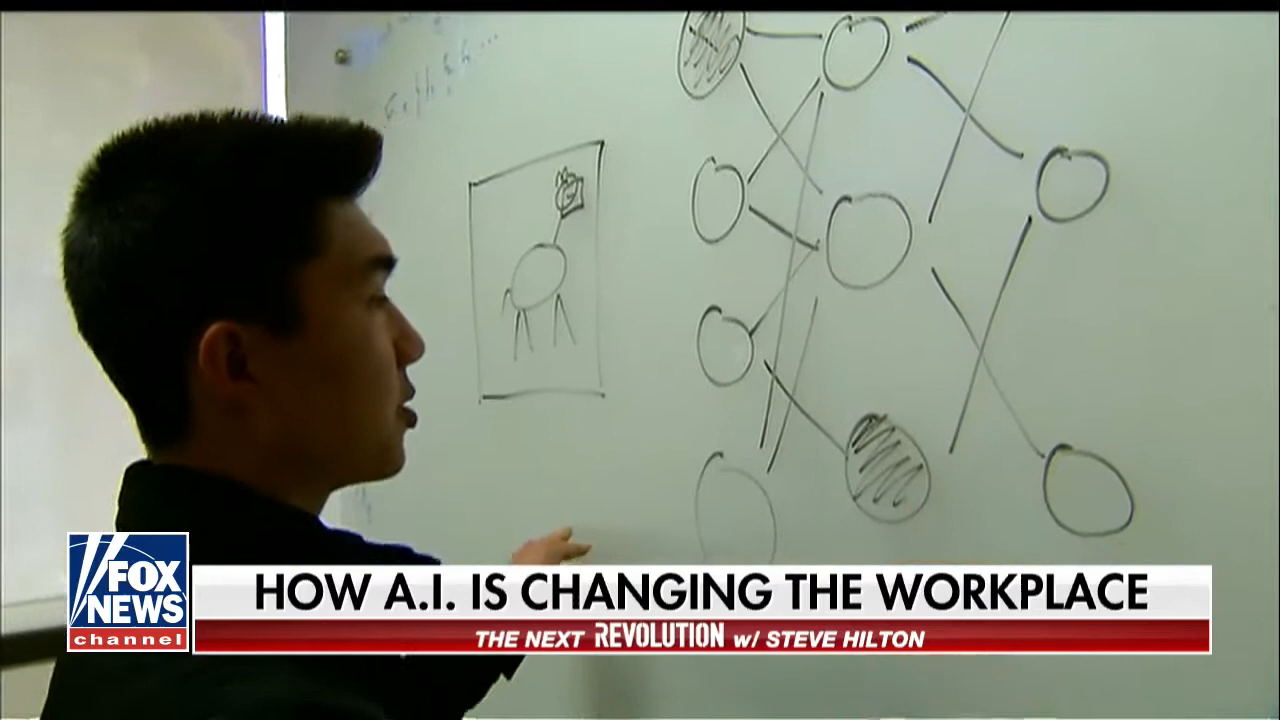 HOW A.I. IS CHANGING THE WORKPLACE
FOX
NEWS
channel
THE NEXT REVOLUTION w/ STEVE HILTON